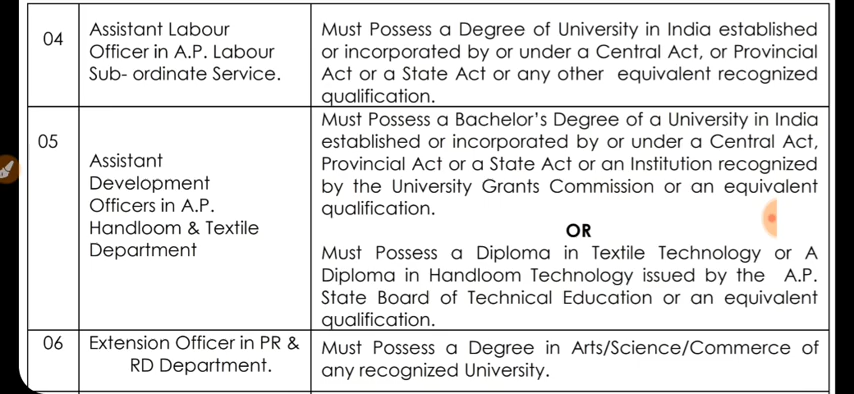 04
Assistant Labour
Officer in A.P. Labour
Sub- ordinate Service.
Must Possess a Degree of University in India established
or incorporated by or under a Central Act, or Provincial
Act or a State Act or any other equivalent recognized
qualification.
05
Assistant
Development
Officers in A.P.
Handloom & Textile
Department
Must Possess a Bachelor's Degree of a University in India
established or incorporated by or under a Central Act,
Provincial Act or a State Act or an Institution recognized
by the University Grants Commission or an equivalent
qualification.
OR
Must Possess a Diploma in Textile Technology or A
Diploma in Handloom Technology issued by the A.P.
State Board of Technical Education or an equivalent
qualification.
06
Extension Officer in PR &
RD Department.
Must Possess a Degree in Arts/Science/Commerce of
any recognized University.